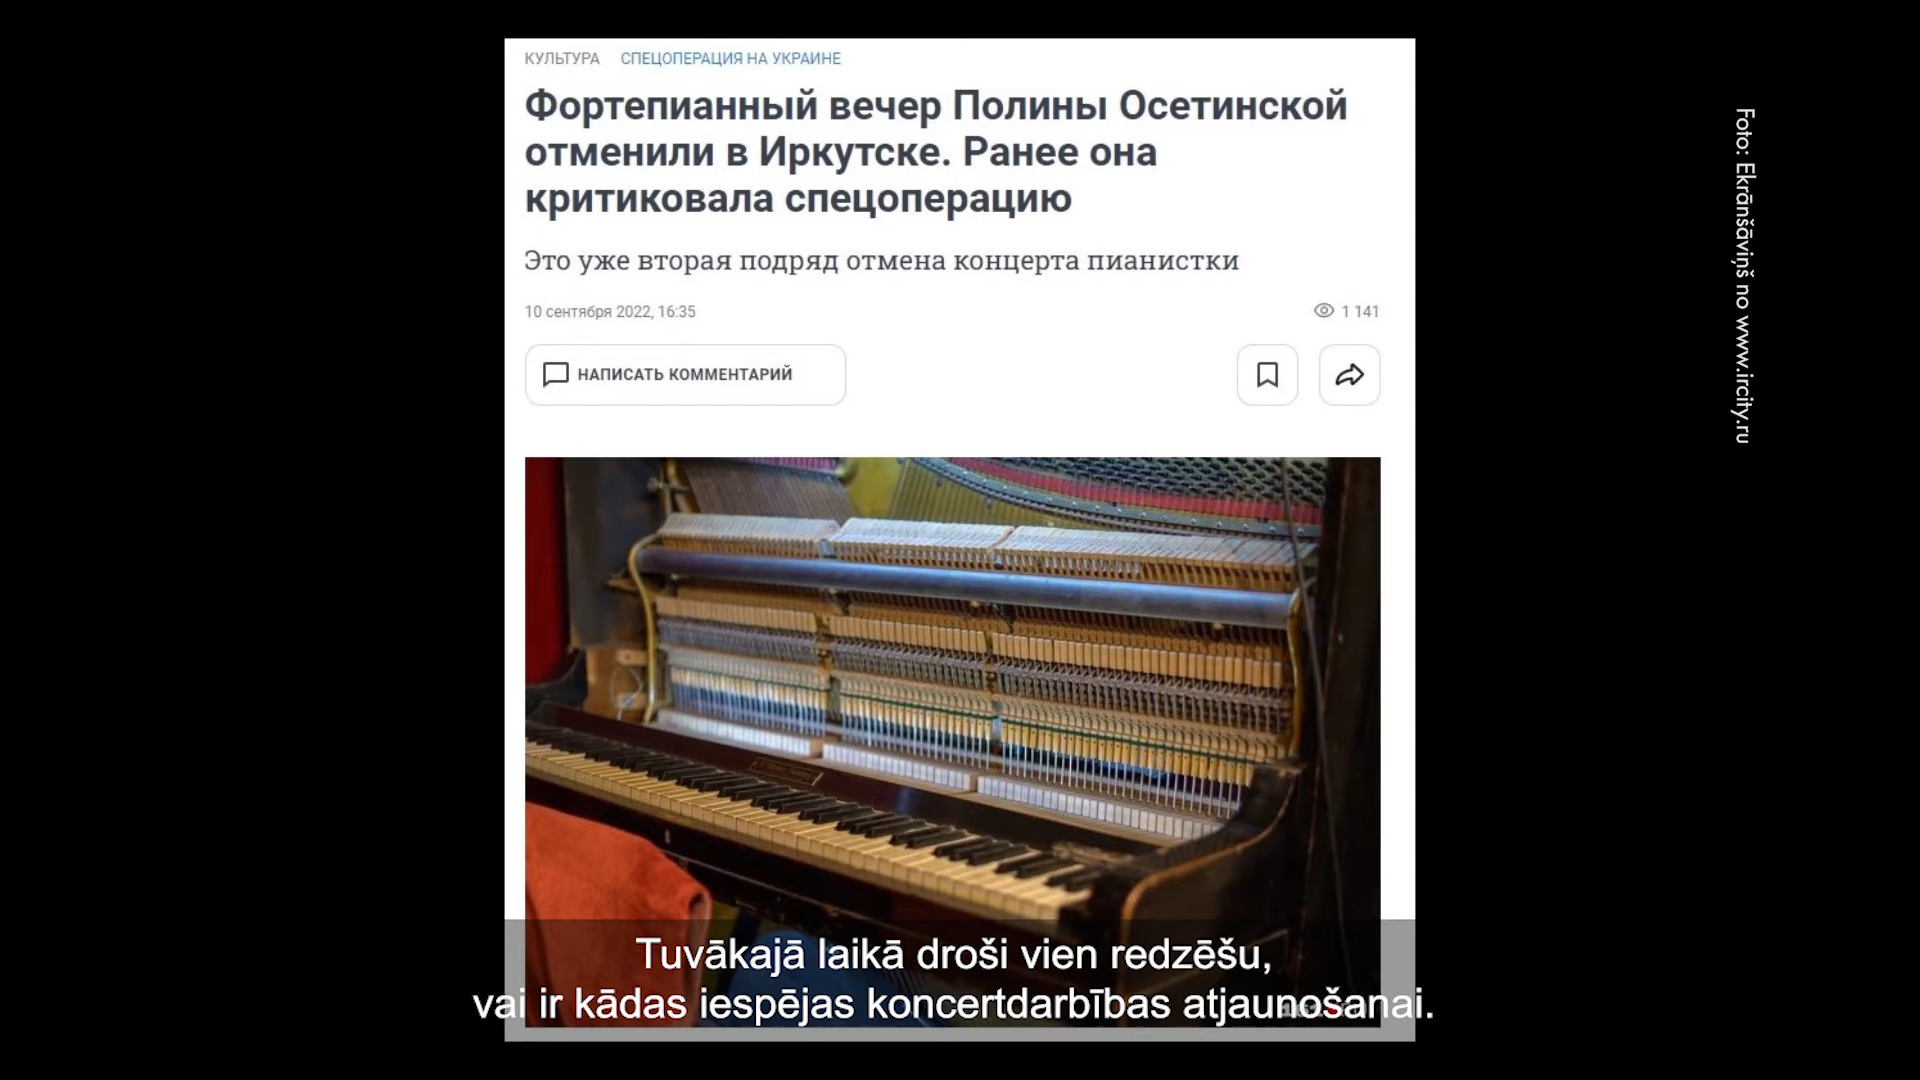 КУЛЬТУРА СПЕЦОПЕРАЦИЯ НА УКРАИНЕ
Фортепианный вечер Полины Осетинской
отменили в Иркутске. Ранее она
критиковала спецоперацию
Это уже вторая подряд отмена концерта пианистки
10 сентября 2022, 16:35 1 141
НАПИСАТЬ КОММЕНТАРИЙ
Foto: Ekrānšāviņš no www.ircity.ru
Tuvākajā laikā droši vien redzēšu,
vai ir kādas iespējas koncertdarbības atjaunošanai.